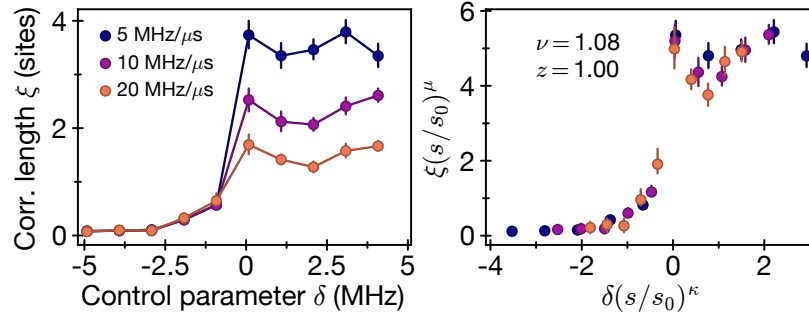 4
2
0
Corr. length ξ (sites)
5 MHz/μs
10 MHz/μs
20 MHz/μs
-5
-2.5
0
2.5
5
Control parameter δ (MHz)
6
4
2
0
ξ(s/s₀)^μ
ν = 1.08
z = 1.00
−4
−2
0
2
δ(s/s₀)^κ